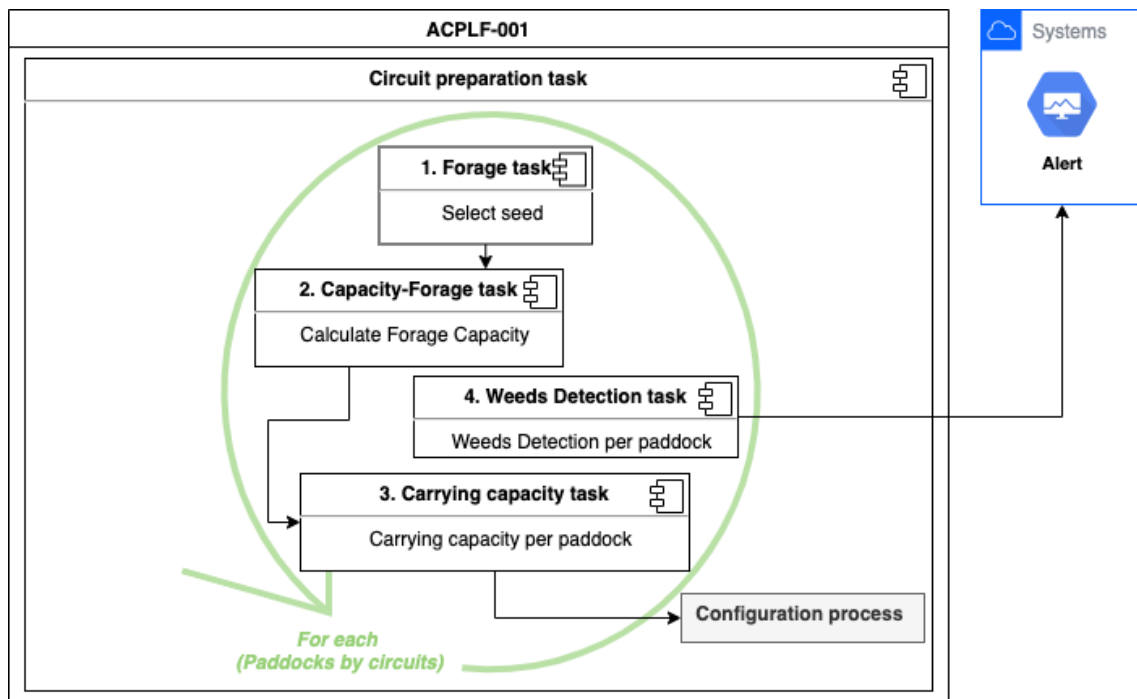 ACPLF-001
Systems
Circuit preparation task
Alert
1. Forage task
Select seed
2. Capacity-Forage task
Calculate Forage Capacity
4. Weeds Detection task
Weeds Detection per paddock
3. Carrying capacity task
Carrying capacity per paddock
Configuration process
For each
(Paddocks by circuits)